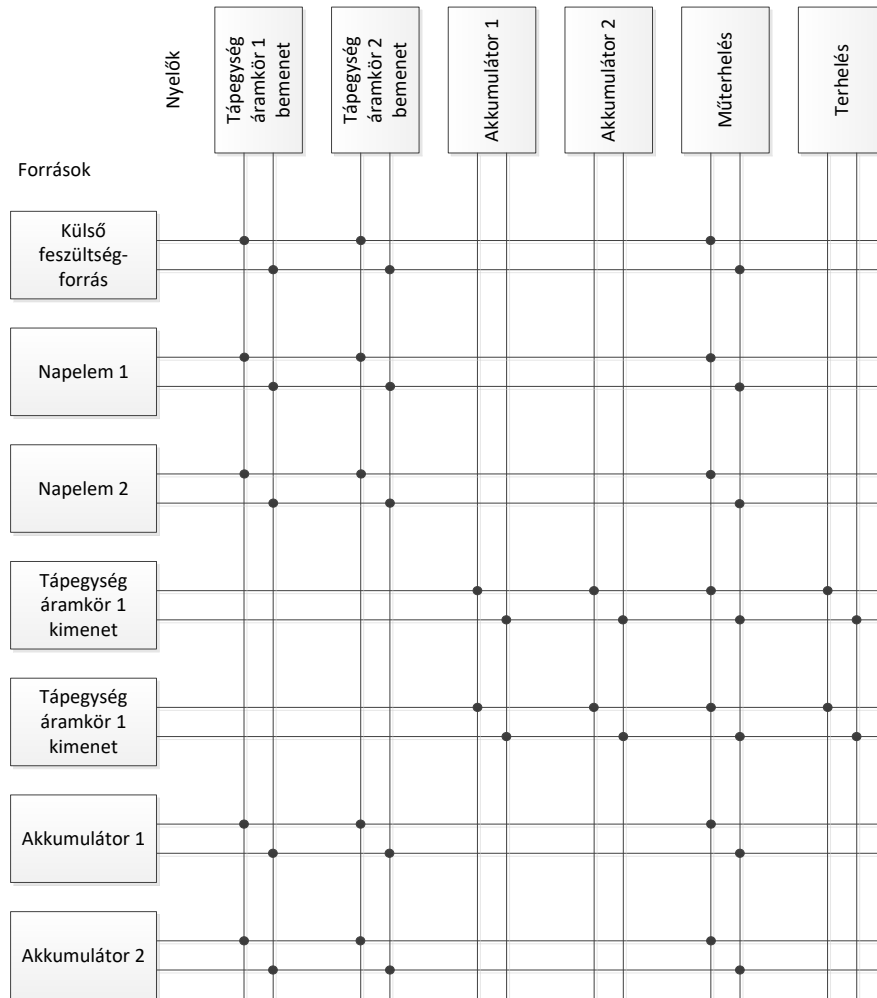 Nyelők
Tápegység
áramkör 1
bemenet
Tápegység
áramkör 2
bemenet
Akkumulátor 1
Akkumulátor 2
Műterhelés
Terhelés
Források
Külső
feszültség-
forrás
Napelem 1
Napelem 2
Tápegység
áramkör 1
kimenet
Tápegység
áramkör 1
kimenet
Akkumulátor 1
Akkumulátor 2